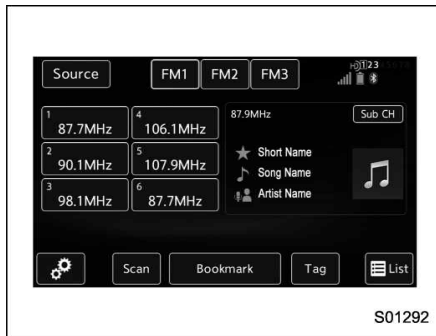 Source FM1 FM2 FM3 123
1 87.7MHz 4 106.1MHz
2 90.1MHz 5 107.9MHz
3 98.1MHz 6 87.7MHz
87.9MHz Sub CH
Short Name
Song Name
Artist Name
Scan Bookmark Tag List
S01292